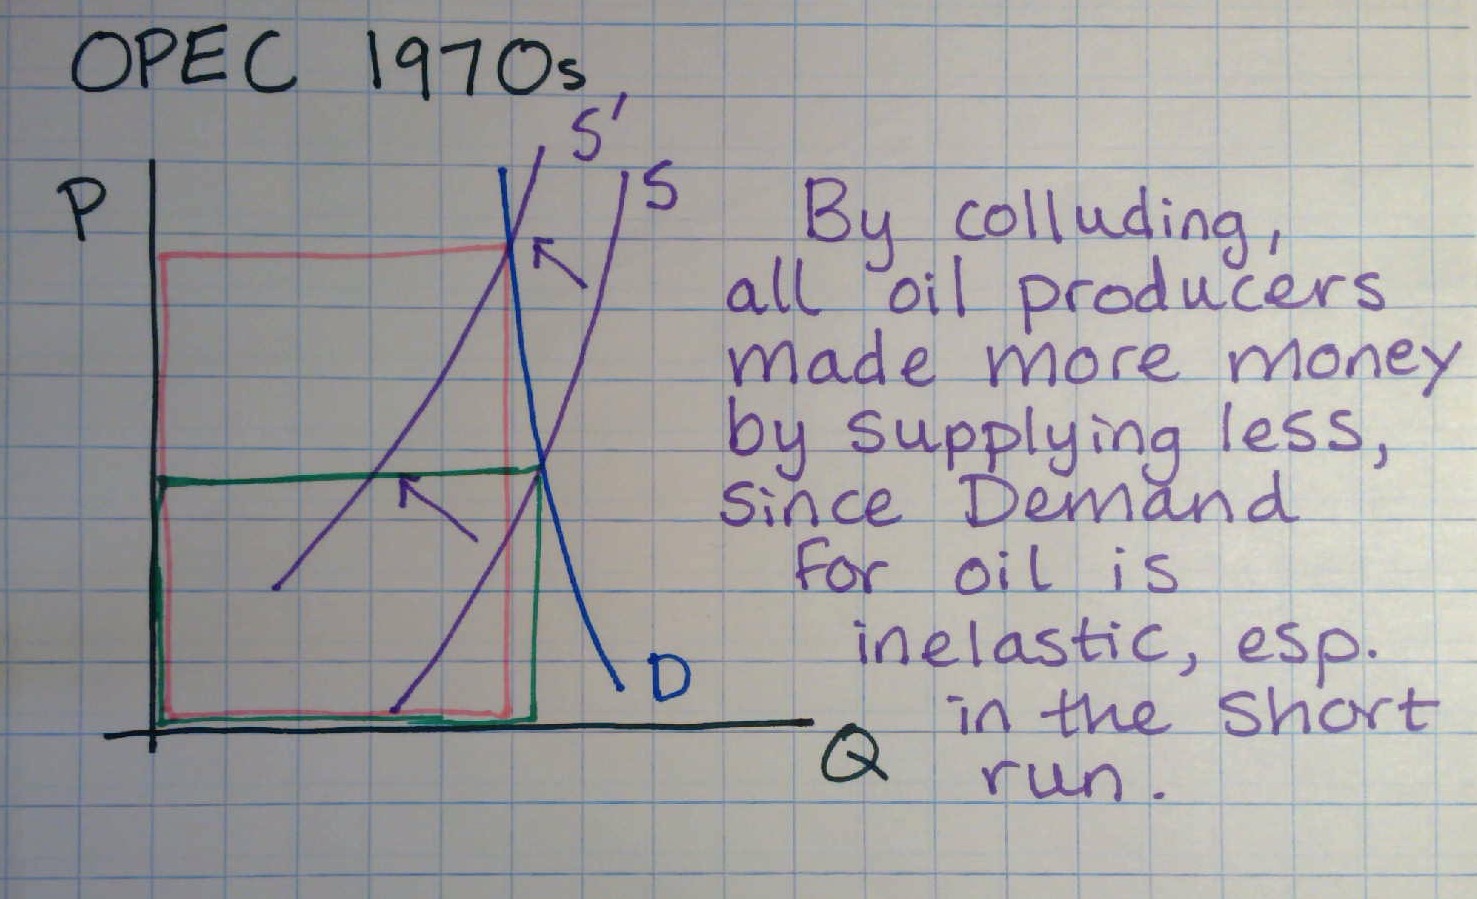 OPEC 1970s
S'
S
P
By colluding,
all oil producers
made more money
by supplying less,
since Demand
for oil is
inelastic, esp.
in the short
run.
D
Q